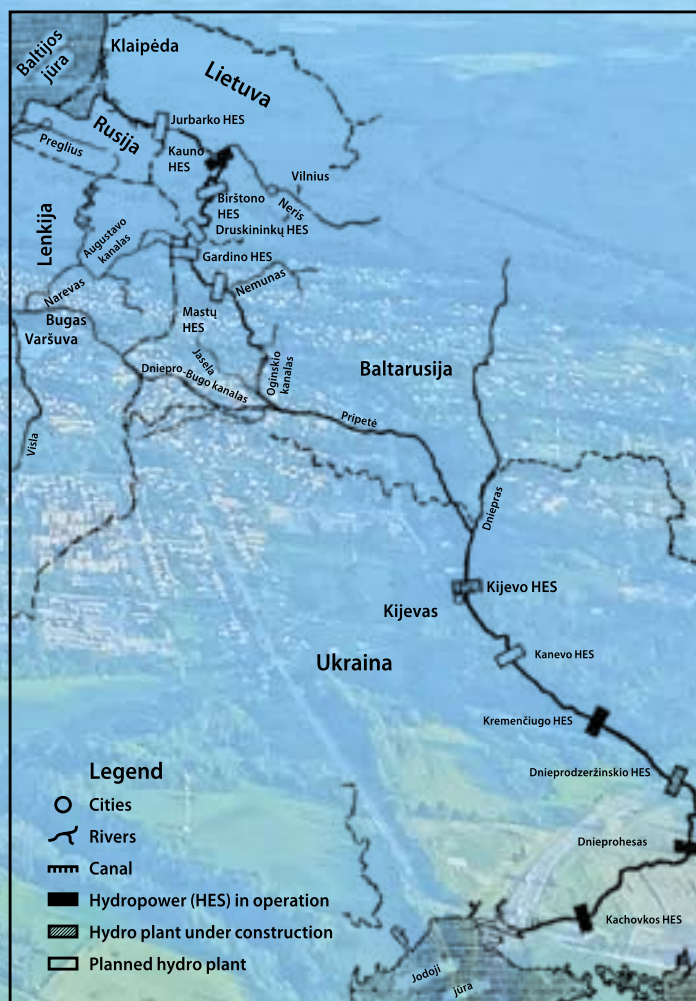 Baltijos
jūra
Klaipėda
Lietuva
Jurbarko HES
Rusija
Preglius
Kauno
HES
Vilnius
Birštono
HES
Neris
Druskininkų HES
Lenkija
Augustavo
kanalas
Gardino HES
Nemunas
Narevas
Bugas
Mastų
HES
Varšuva
Jasela
Dniepro-Bugo kanalas
Oginskio
kanalas
Baltarusija
Pripetė
Visla
Dniepras
Kijevo HES
Kijevas
Kanevo HES
Ukraina
Kremenčiugo HES
Dnieprodzeržinskio HES
Dnieprohesas
Kachovkos HES
Jodoji
jūra
Legend
Cities
Rivers
Canal
Hydropower (HES) in operation
Hydro plant under construction
Planned hydro plant